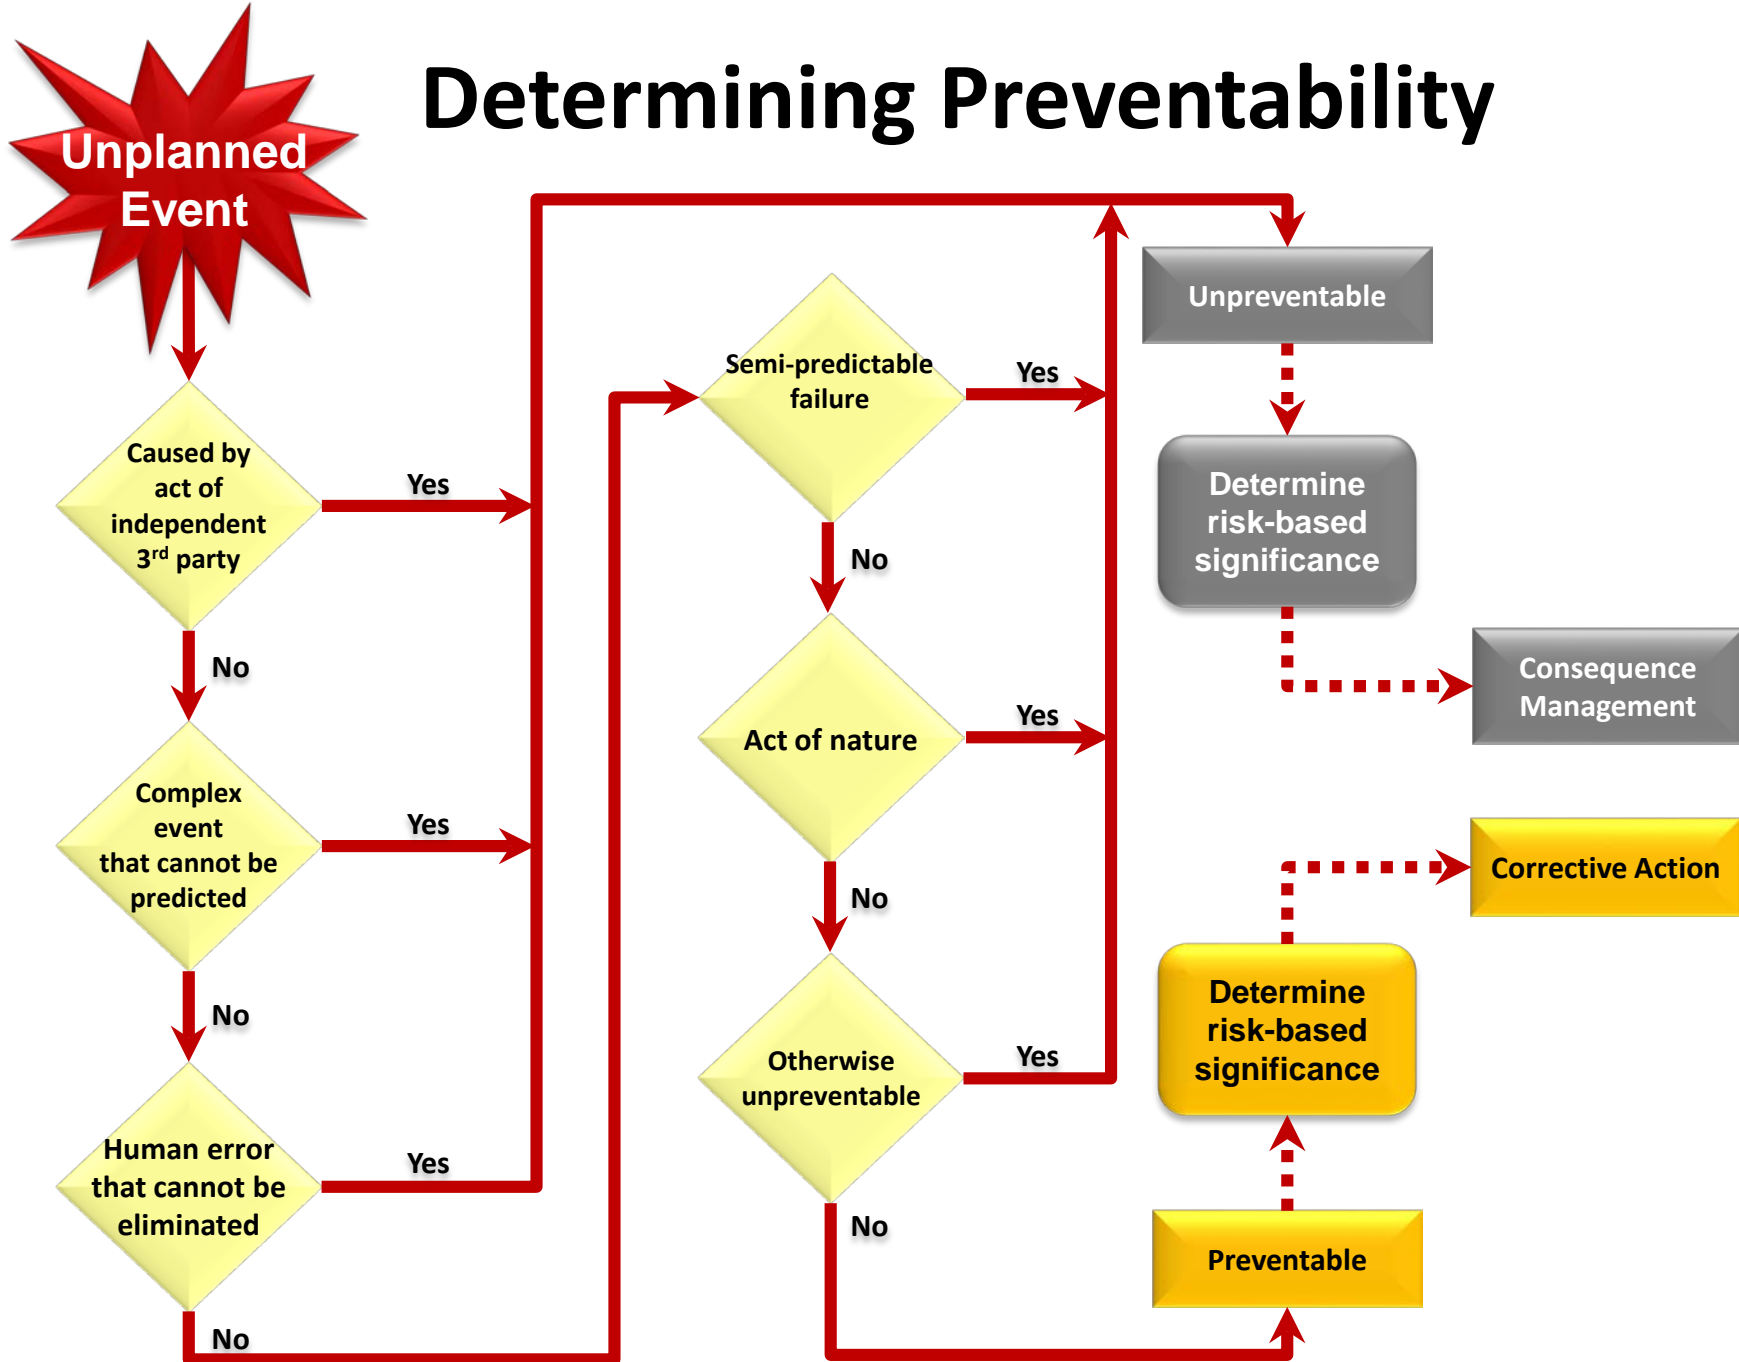 Determining Preventability
Unplanned
Event
Caused by
act of
independent
3rd party
Yes
No
Complex
event
that cannot be
predicted
Yes
No
Human error
that cannot be
eliminated
Yes
No
Semi-predictable
failure
Yes
No
Act of nature
Yes
No
Otherwise
unpreventable
Yes
No
Unpreventable
Determine
risk-based
significance
Consequence
Management
Corrective Action
Determine
risk-based
significance
Preventable